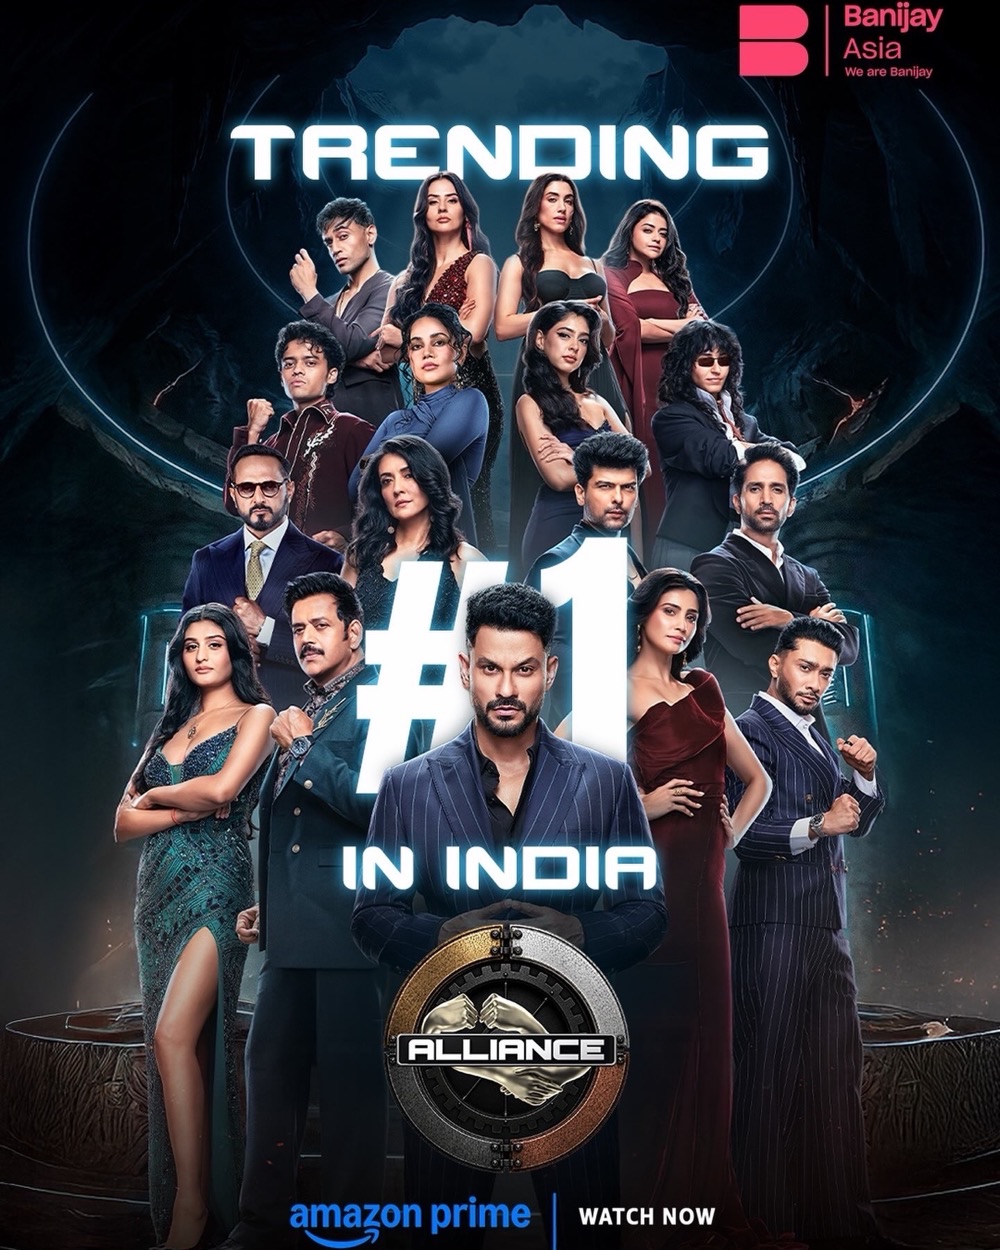 Banijay
Asia
We are Banijay
TRENDING
#1
IN INDIA
ALLIANCE
amazon prime
WATCH NOW